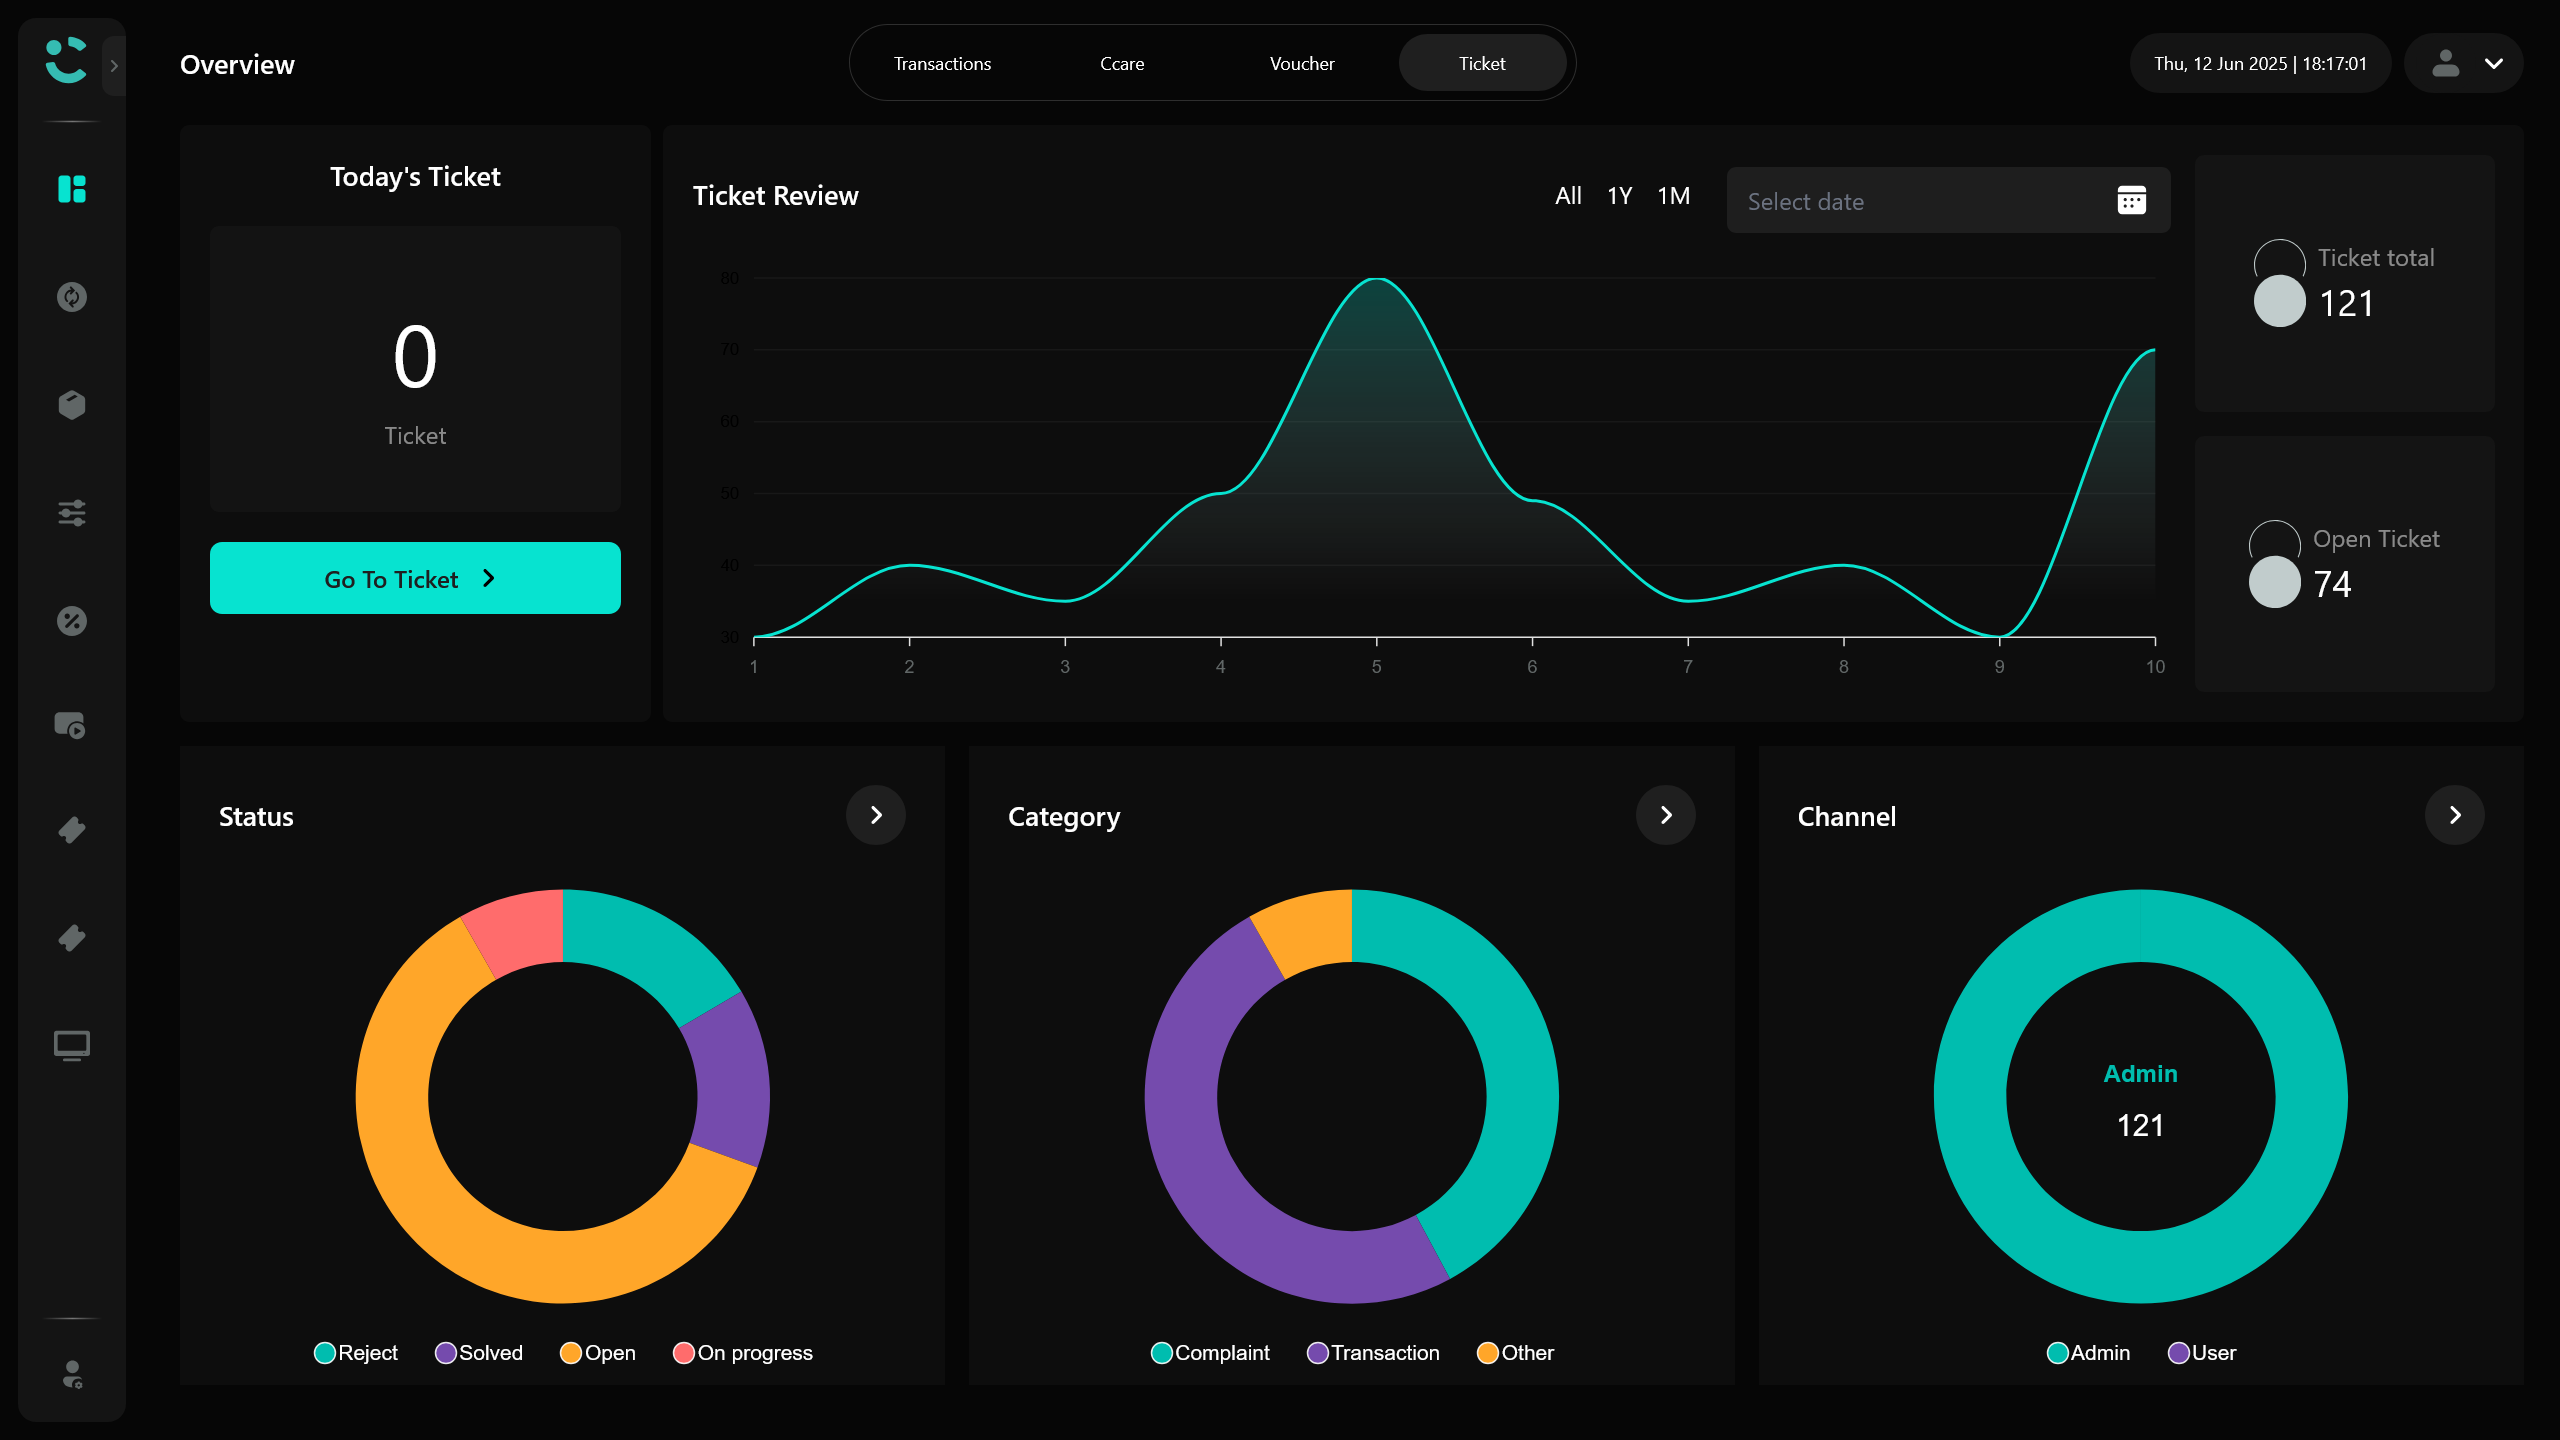 Overview
Transactions
Ccare
Voucher
Ticket
Thu, 12 Jun 2025 | 18:17:01
Today's Ticket
0
Ticket
Go To Ticket
Ticket Review
All
1Y
1M
Select date
80
70
60
50
40
30
1
2
3
4
5
6
7
8
9
10
Ticket total
121
Open Ticket
74
Status
Reject
Solved
Open
On progress
Category
Complaint
Transaction
Other
Channel
Admin
121
Admin
User